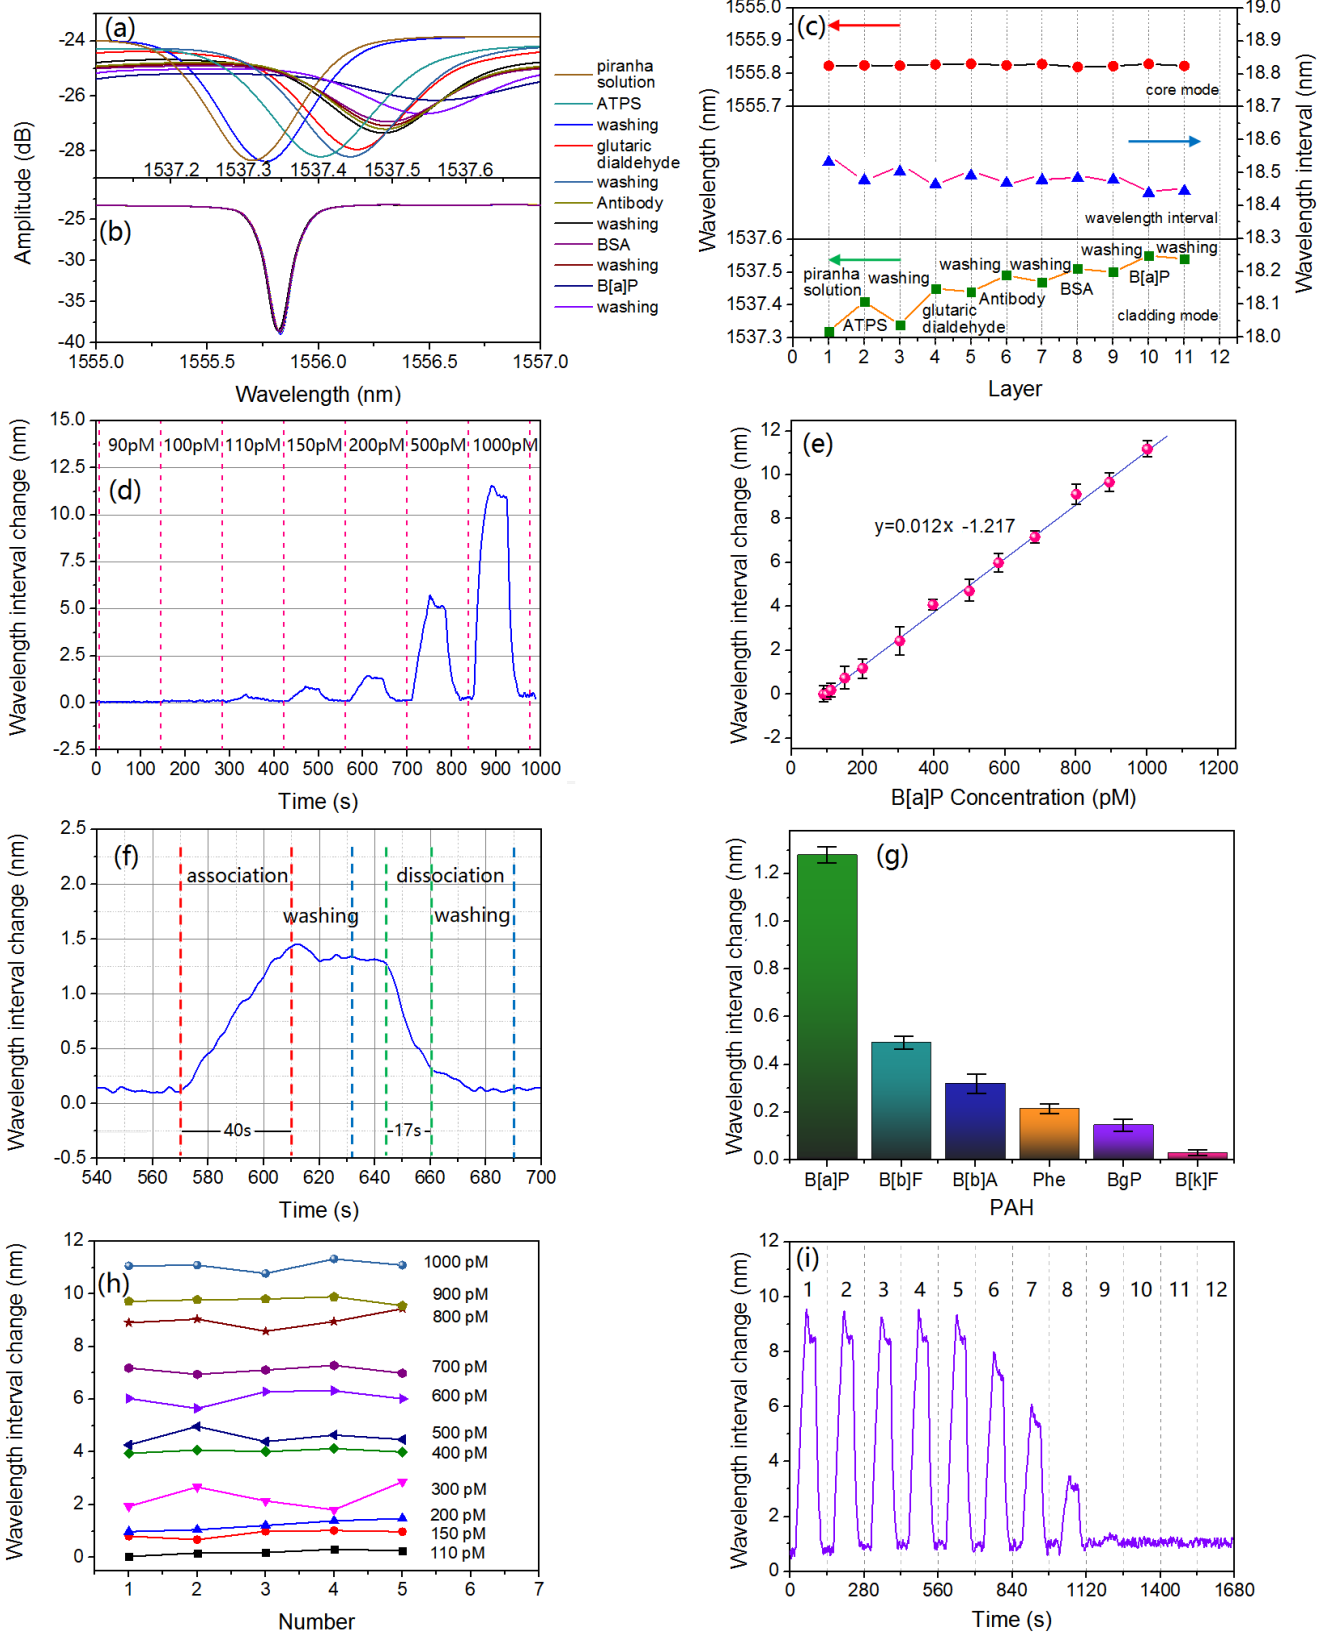 (a)
-24
-26
-28
1537.2 1537.3 1537.4 1537.5 1537.6
(b)
-25
-30
-35
-40
1555.0 1555.5 1556.0 1556.5 1557.0
Wavelength (nm)
Amplitude (dB)
piranha
solution
ATPS
washing
glutaric
dialdehyde
washing
Antibody
washing
BSA
washing
B[a]P
washing
(c)
1555.0
1555.9
1555.8
1555.7
1537.6
1537.5
1537.4
1537.3
Wavelength (nm)
19.0
18.9
18.8
18.7
18.6
18.5
18.4
18.3
18.2
18.1
18.0
Wavelength interval (nm)
core mode
wavelength interval
washing washing
washing washing
B[a]P
piranha
solution
washing
BSA
Antibody
glutaric
dialdehyde
ATPS
cladding mode
0 1 2 3 4 5 6 7 8 9 10 11 12
Layer
15.0
12.5
10.0
7.5
5.0
2.5
0.0
-2.5
90pM 100pM 110pM 150pM 200pM 500pM 1000pM
(d)
Wavelength interval change (nm)
0 100 200 300 400 500 600 700 800 900 1000
Time (s)
(e)
12
10
8
6
4
2
0
-2
y=0.012x -1.217
Wavelength interval change (nm)
0 200 400 600 800 1000 1200
B[a]P Concentration (pM)
(f)
2.5
2.0
1.5
1.0
0.5
0.0
-0.5
association
dissociation
washing
washing
40s
17s
Wavelength interval change (nm)
540 560 580 600 620 640 660 680 700
Time (s)
(g)
1.2
1.0
0.8
0.6
0.4
0.2
0.0
Wavelength interval change (nm)
B[a]P B[b]F B[b]A Phe BgP B[k]F
PAH
(h)
12
10
8
6
4
2
0
1000 pM
900 pM
800 pM
700 pM
600 pM
500 pM
400 pM
300 pM
200 pM
150 pM
110 pM
Wavelength interval change (nm)
1 2 3 4 5 6 7
Number
(i)
12
10
8
6
4
2
0
1 2 3 4 5 6 7 8 9 10 11 12
Wavelength interval change (nm)
0 280 560 840 1120 1400 1680
Time (s)